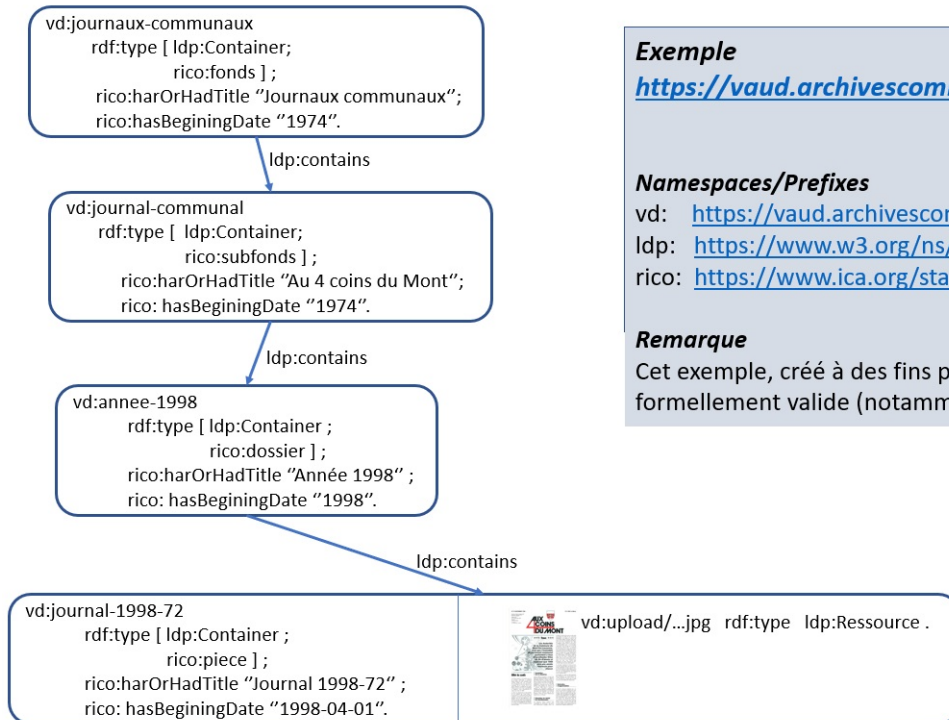 vd:journaux-communaux
rdf:type [ ldp:Container;
rico:fonds ] ;
rico:harOrHadTitle ‘’Journaux communaux‘’;
rico:hasBeginingDate ‘’1974‘’.
ldp:contains
vd:journal-communal
rdf:type [ ldp:Container;
rico:subfonds ] ;
rico:harOrHadTitle ‘’Au 4 coins du Mont‘’;
rico: hasBeginingDate ‘’1974‘’.
ldp:contains
vd:annee-1998
rdf:type [ ldp:Container ;
rico:dossier ] ;
rico:harOrHadTitle ‘’Année 1998‘’ ;
rico: hasBeginingDate ‘’1998‘’.
ldp:contains
vd:journal-1998-72
rdf:type [ ldp:Container ;
rico:piece ] ;
rico:harOrHadTitle ‘’Journal 1998-72‘’ ;
rico: hasBeginingDate ‘’1998-04-01‘’.
4 AUX
COINS
DU MONT
vd:upload/...jpg rdf:type ldp:Ressource .
Exemple
https://vaud.archivescom
Namespaces/Prefixes
vd: https://vaud.archivescom
ldp: https://www.w3.org/ns/
rico: https://www.ica.org/sta
Remarque
Cet exemple, créé à des fins p
formellement valide (notamm